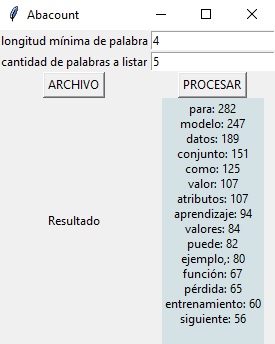 Abacount
longitud mínima de palabra 4
cantidad de palabras a listar 5
ARCHIVO PROCESAR
Resultado
para: 282
modelo: 247
datos: 189
conjunto: 151
como: 125
valor: 107
atributos: 107
aprendizaje: 94
valores: 84
puede: 82
ejemplo,: 80
función: 67
pérdida: 65
entrenamiento: 60
siguiente: 56